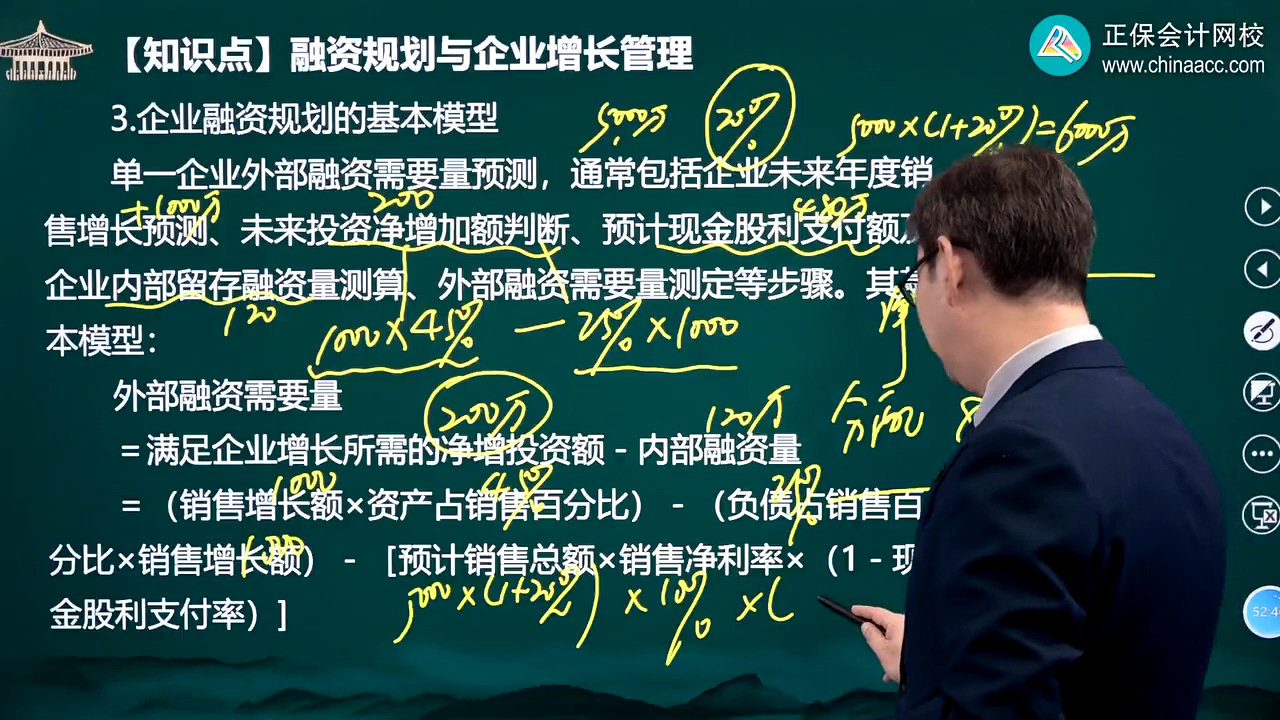 【知识点】融资规划与企业增长管理
正保会计网校
www.chinaacc.com
3.企业融资规划的基本模型
5000万
20%
5000×(1+20%)=6000万
单一企业外部融资需要量预测，通常包括企业未来年度销
+1000万
200
480万
售增长预测、未来投资净增加额判断、预计现金股利支付额
企业内部留存融资量测算、外部融资需要量测定等步骤。其
120
1000×45% — 25%×1000
净
本模型：
外部融资需要量
200万
120万
分配
＝满足企业增长所需的净增投资额－内部融资量
1000
45%
25%
＝（销售增长额×资产占销售百分比）－（负债占销售百
1000
分比×销售增长额）－［预计销售总额×销售净利率×（1－现
5000×(1+20%)×10%×(
金股利支付率）］
52:4